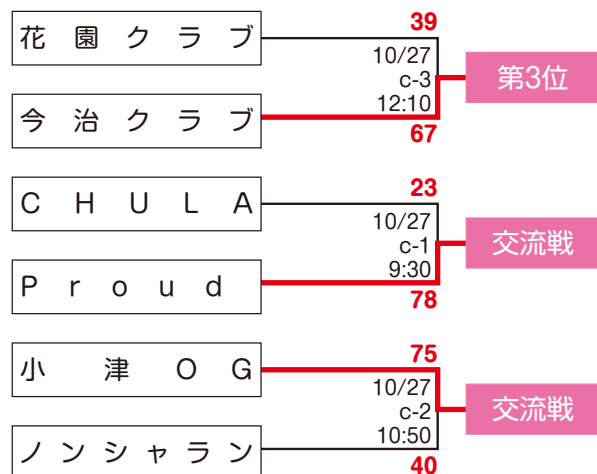 39
花園クラブ
10/27
c-3
12:10
第3位
今治クラブ
67
23
CHULA
10/27
c-1
9:30
交流戦
Proud
78
75
小津OG
10/27
c-2
10:50
交流戦
ノンシャラン
40